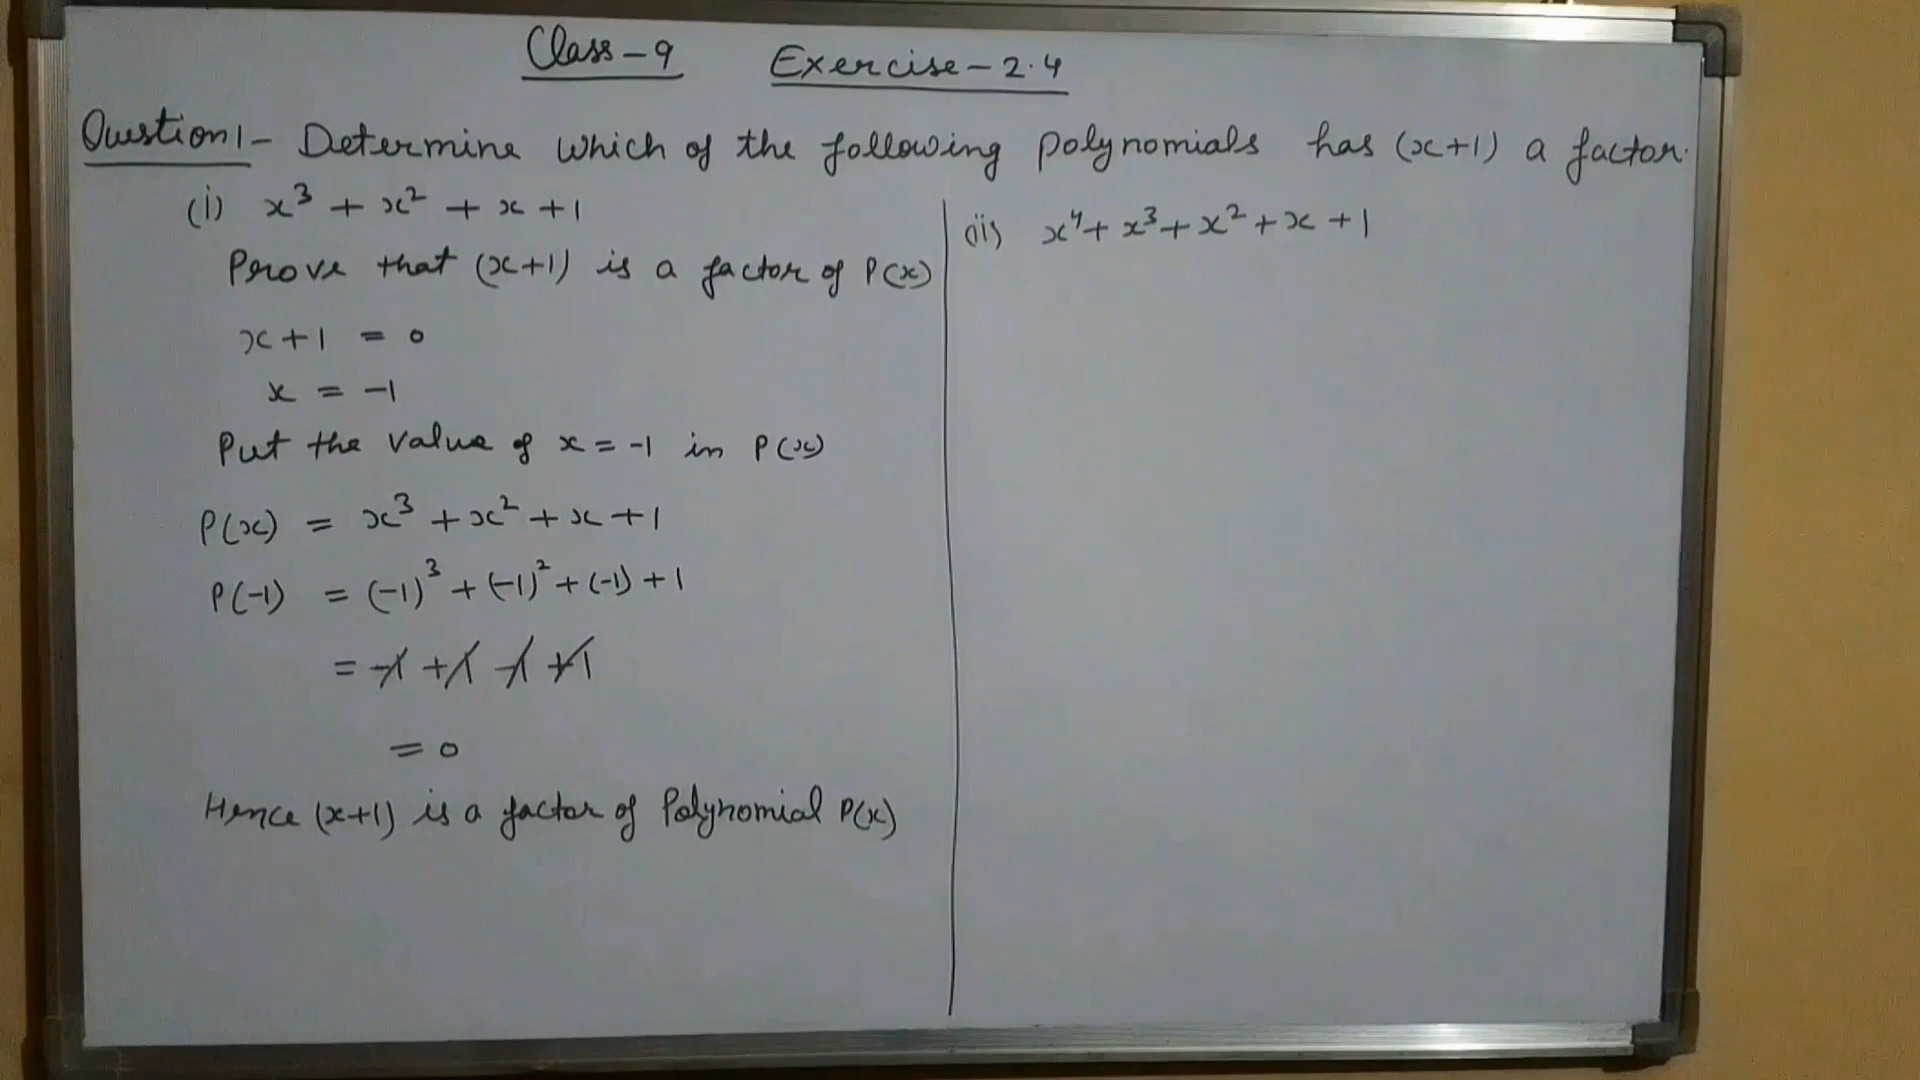 Class-9 Exercise-2.4
Question1- Determine which of the following polynomials has (x+1) a factor.
(i) x³ + x² + x + 1
Prove that (x+1) is a factor of P(x)
x+1 = 0
x = -1
Put the value of x = -1 in P(x)
P(x) = x³ + x² + x + 1
P(-1) = (-1)³ + (-1)² + (-1) + 1
= -1 + 1 - 1 + 1
= 0
Hence (x+1) is a factor of Polynomial P(x)
(ii) x⁴ + x³ + x² + x + 1